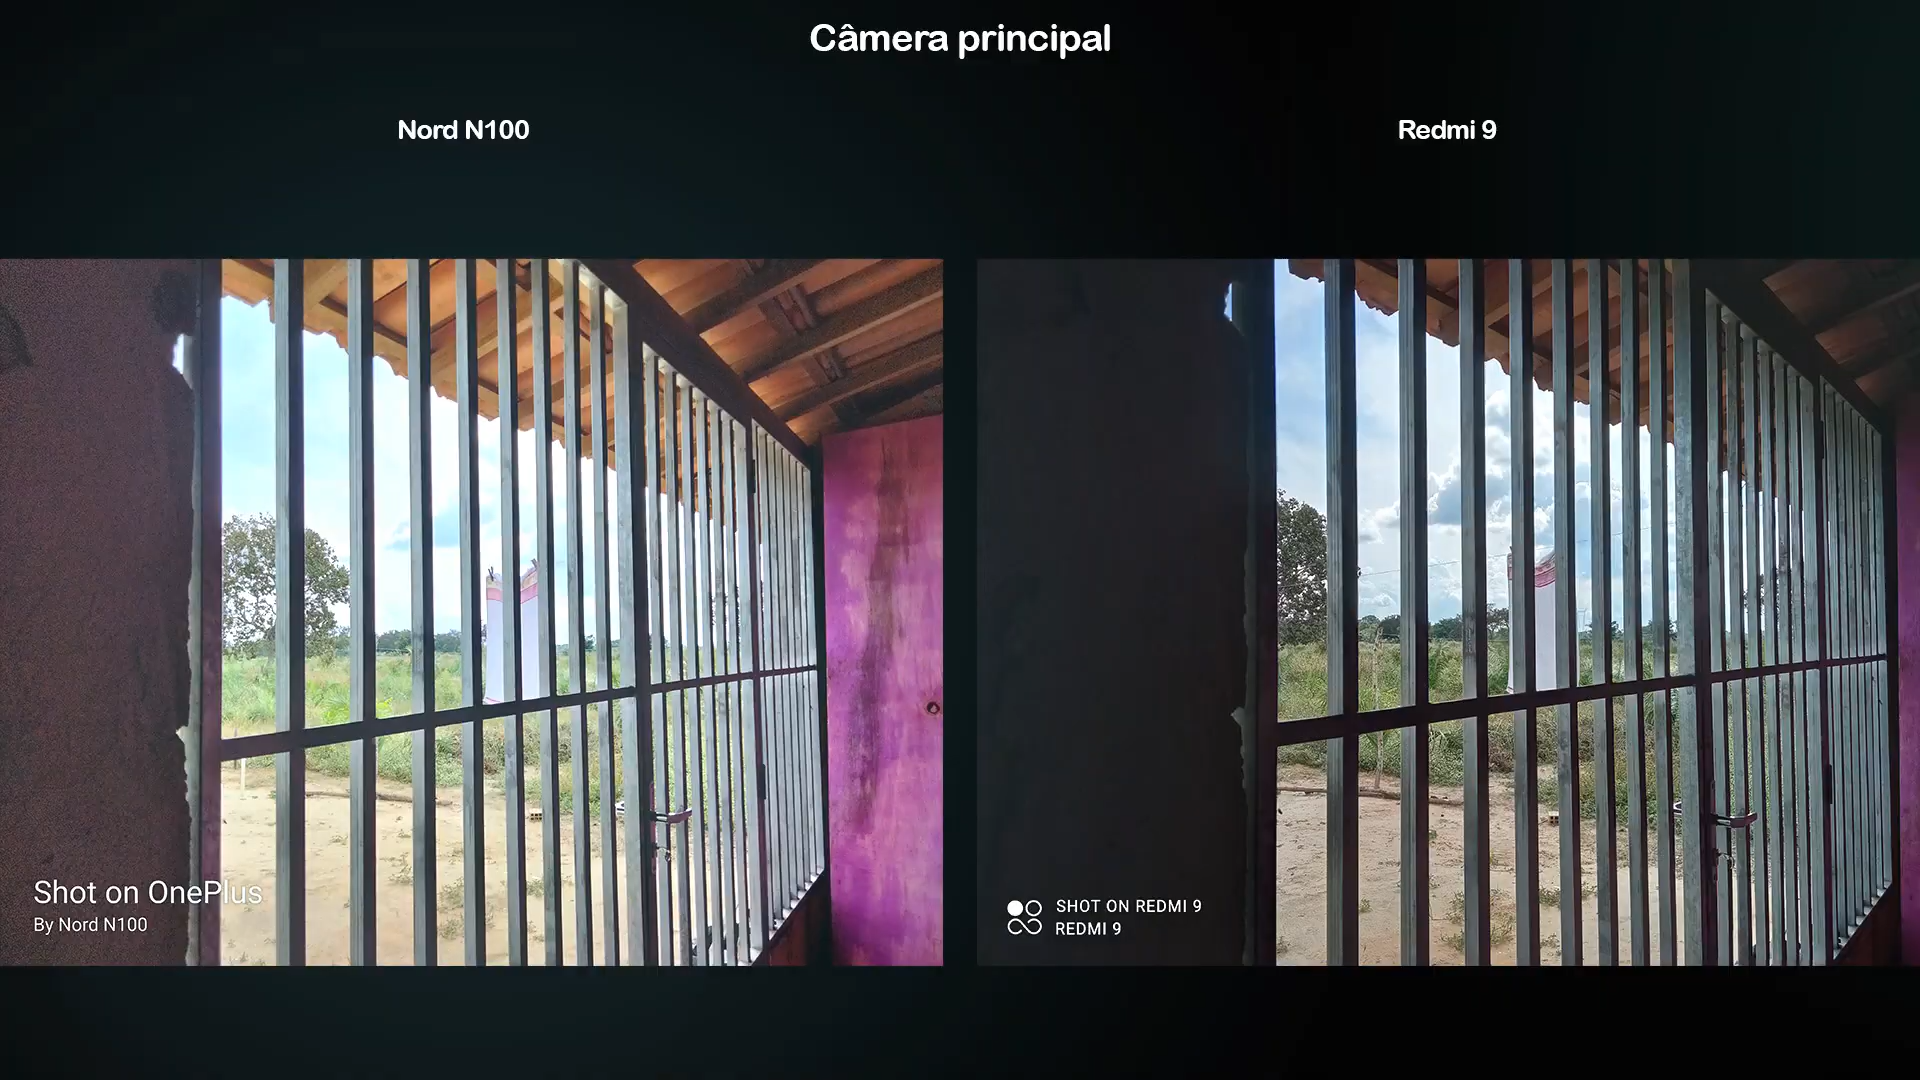 Câmera principal
Nord N100
Redmi 9
Shot on OnePlus
By Nord N100
SHOT ON REDMI 9
REDMI 9